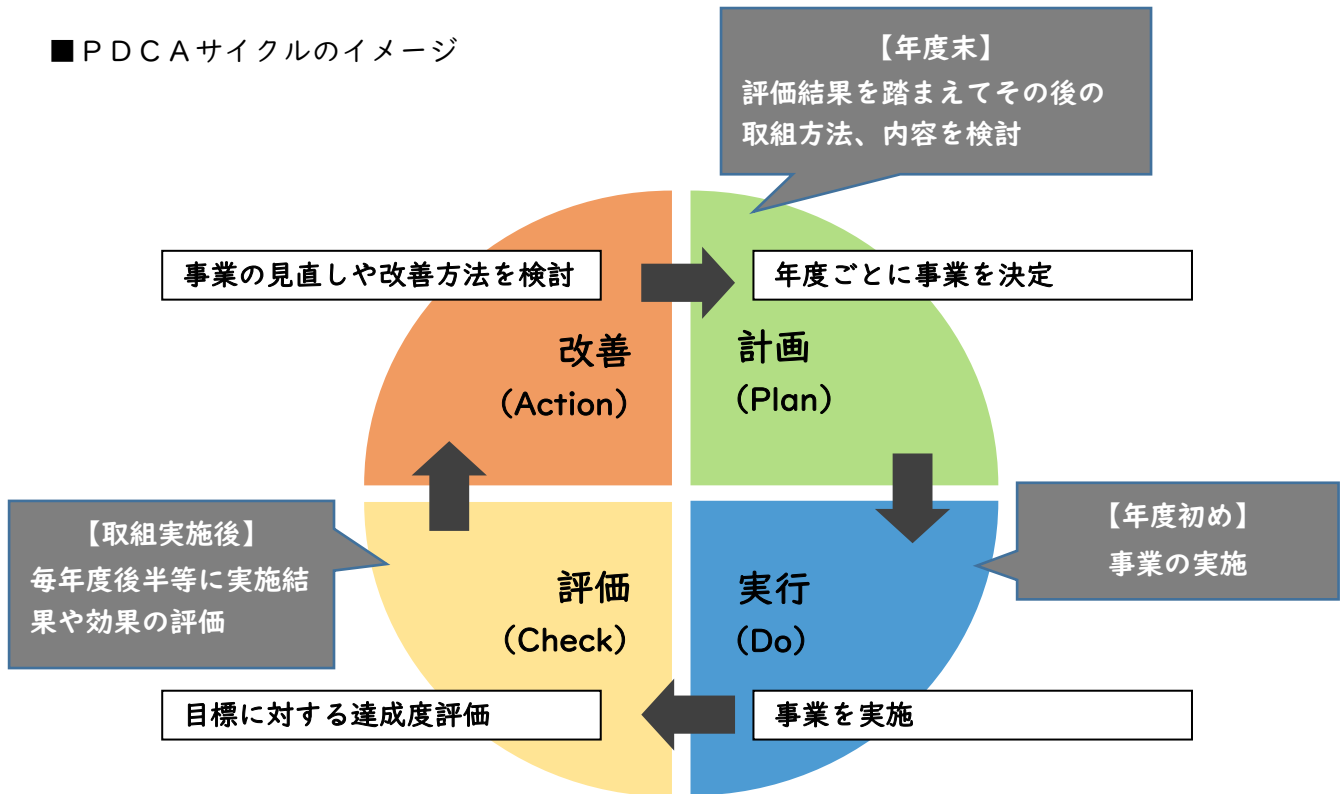 ■ＰＤＣＡサイクルのイメージ
【年度末】
評価結果を踏まえてその後の
取組方法、内容を検討
事業の見直しや改善方法を検討
年度ごとに事業を決定
改善
（Action）
計画
（Plan）
【取組実施後】
毎年度後半等に実施結
果や効果の評価
【年度初め】
事業の実施
評価
（Check）
実行
（Do）
目標に対する達成度評価
事業を実施